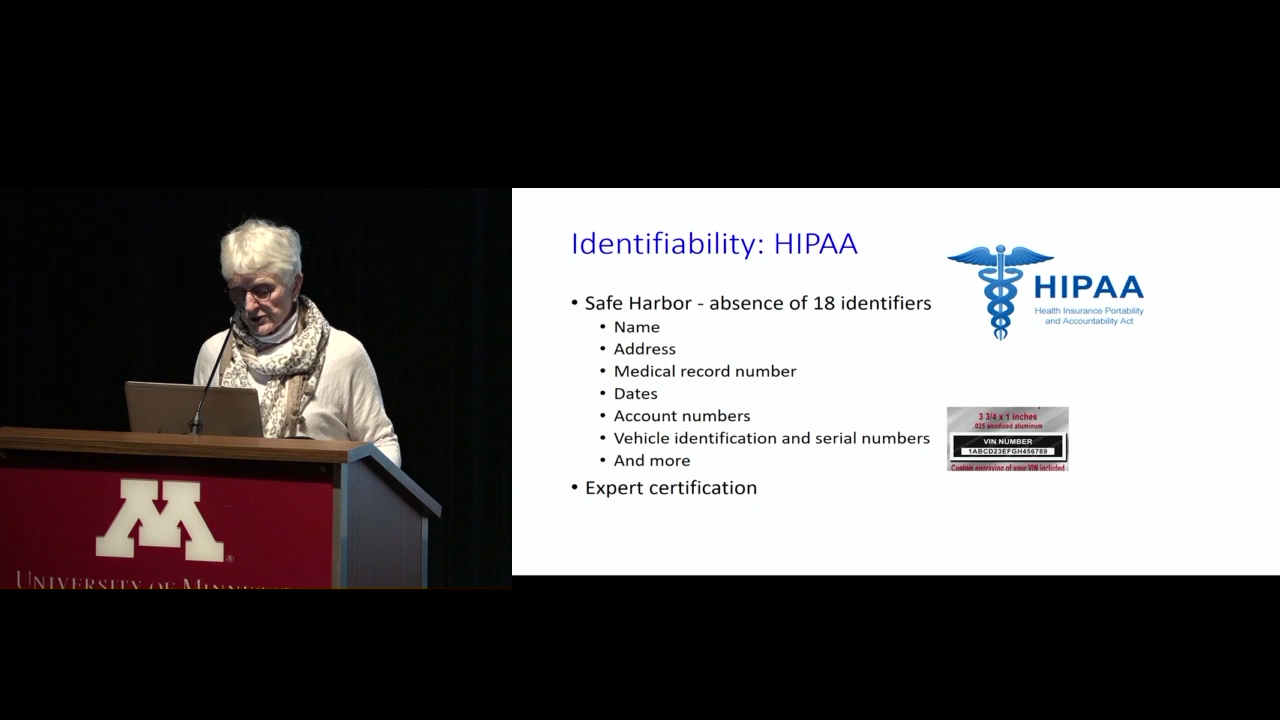 Identifiability: HIPAA
• Safe Harbor - absence of 18 identifiers
• Name
• Address
• Medical record number
• Dates
• Account numbers
• Vehicle identification and serial numbers
• And more
• Expert certification
HIPAA
Health Insurance Portability
and Accountability Act
3 3/4 x 1 inches
.025 anodized aluminum
VIN NUMBER
1ABCD23EFGH456789
Custom engraving of your VIN included
M
UNIVERSITY OF